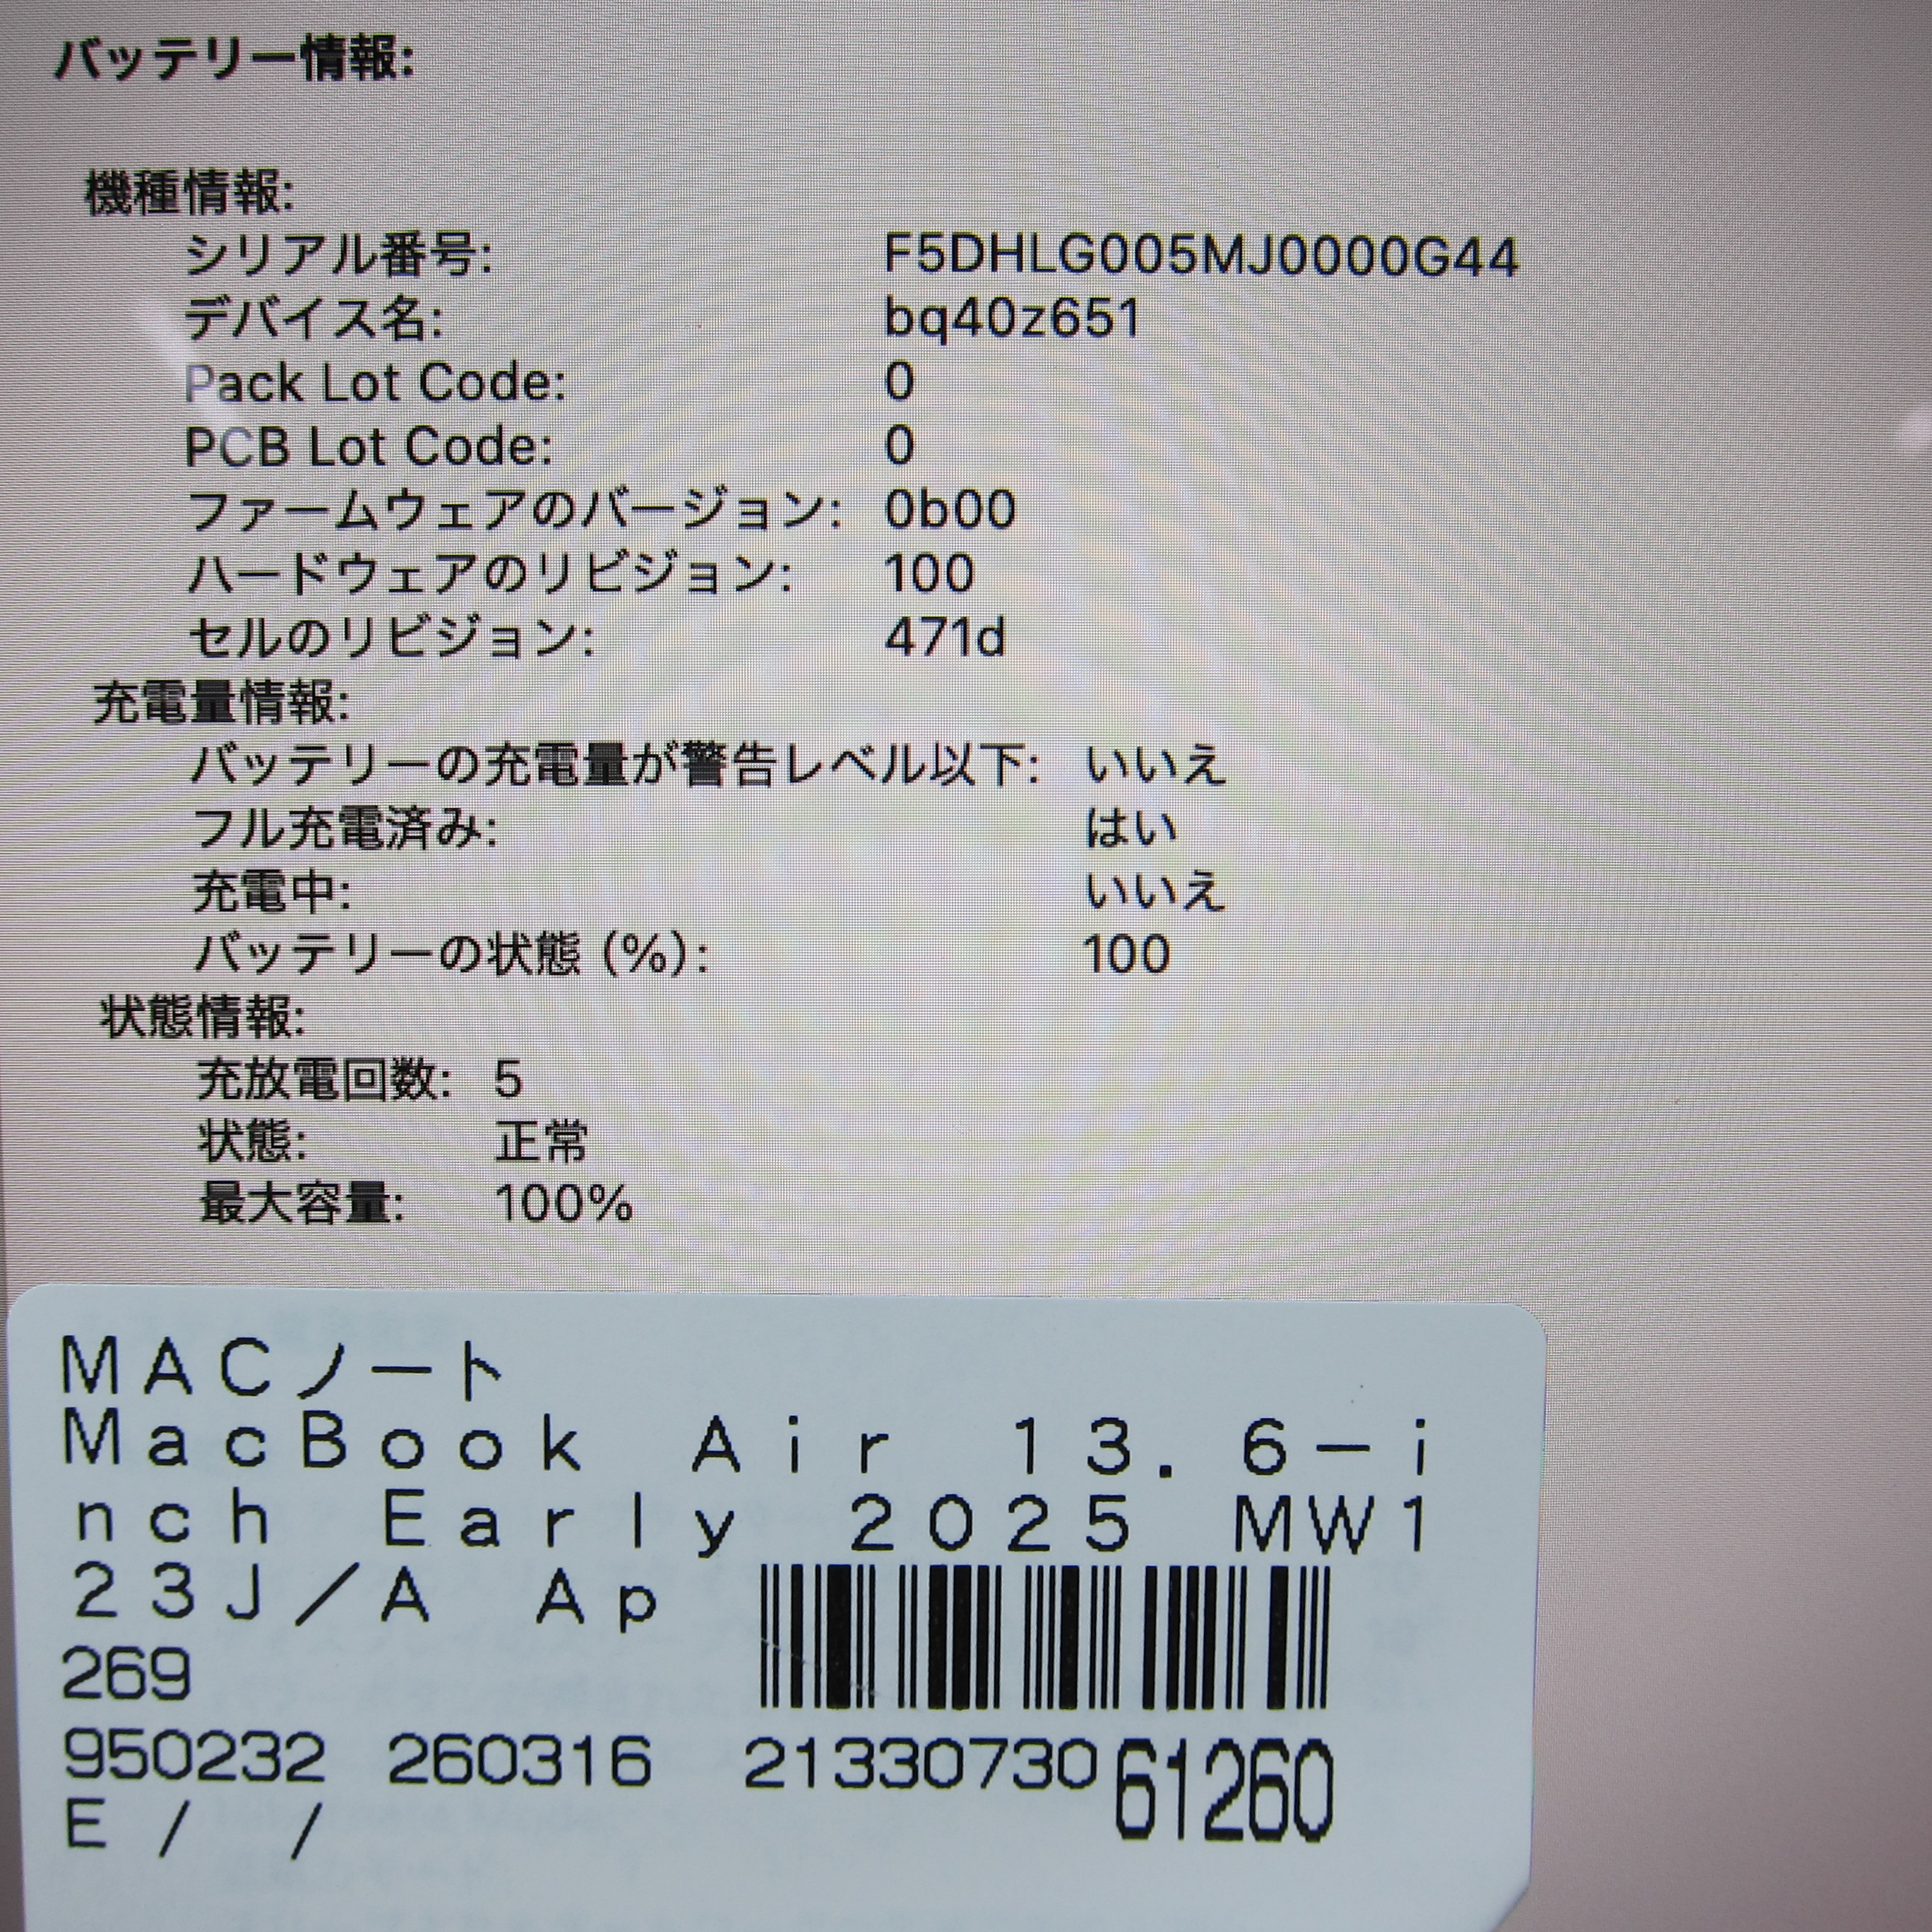 バッテリー情報:
機種情報:
シリアル番号: F5DHLG005MJ0000G44
デバイス名: bq40z651
Pack Lot Code: 0
PCB Lot Code: 0
ファームウェアのバージョン: 0b00
ハードウェアのリビジョン: 100
セルのリビジョン: 471d
充電量情報:
バッテリーの充電量が警告レベル以下: いいえ
フル充電済み: はい
充電中: いいえ
バッテリーの状態 (%): 100
状態情報:
充放電回数: 5
状態: 正常
最大容量: 100%
MACノート
MacBook Air 13.6-i
nch Early 2025 MW1
23J/A Ap
269
950232 260316 2133073061260
E / /